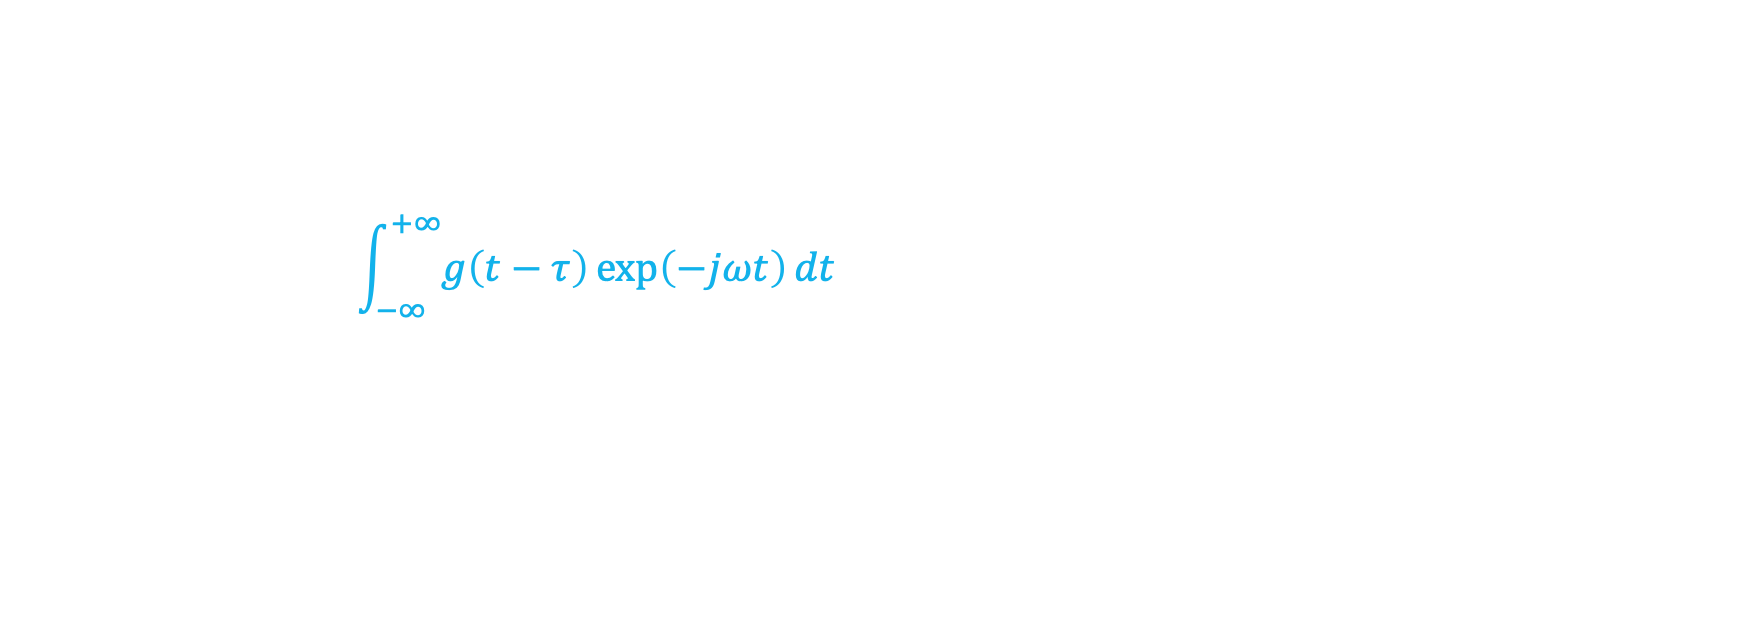 ∫_{−∞}^{+∞} g(t − τ) exp(−jωt) dt